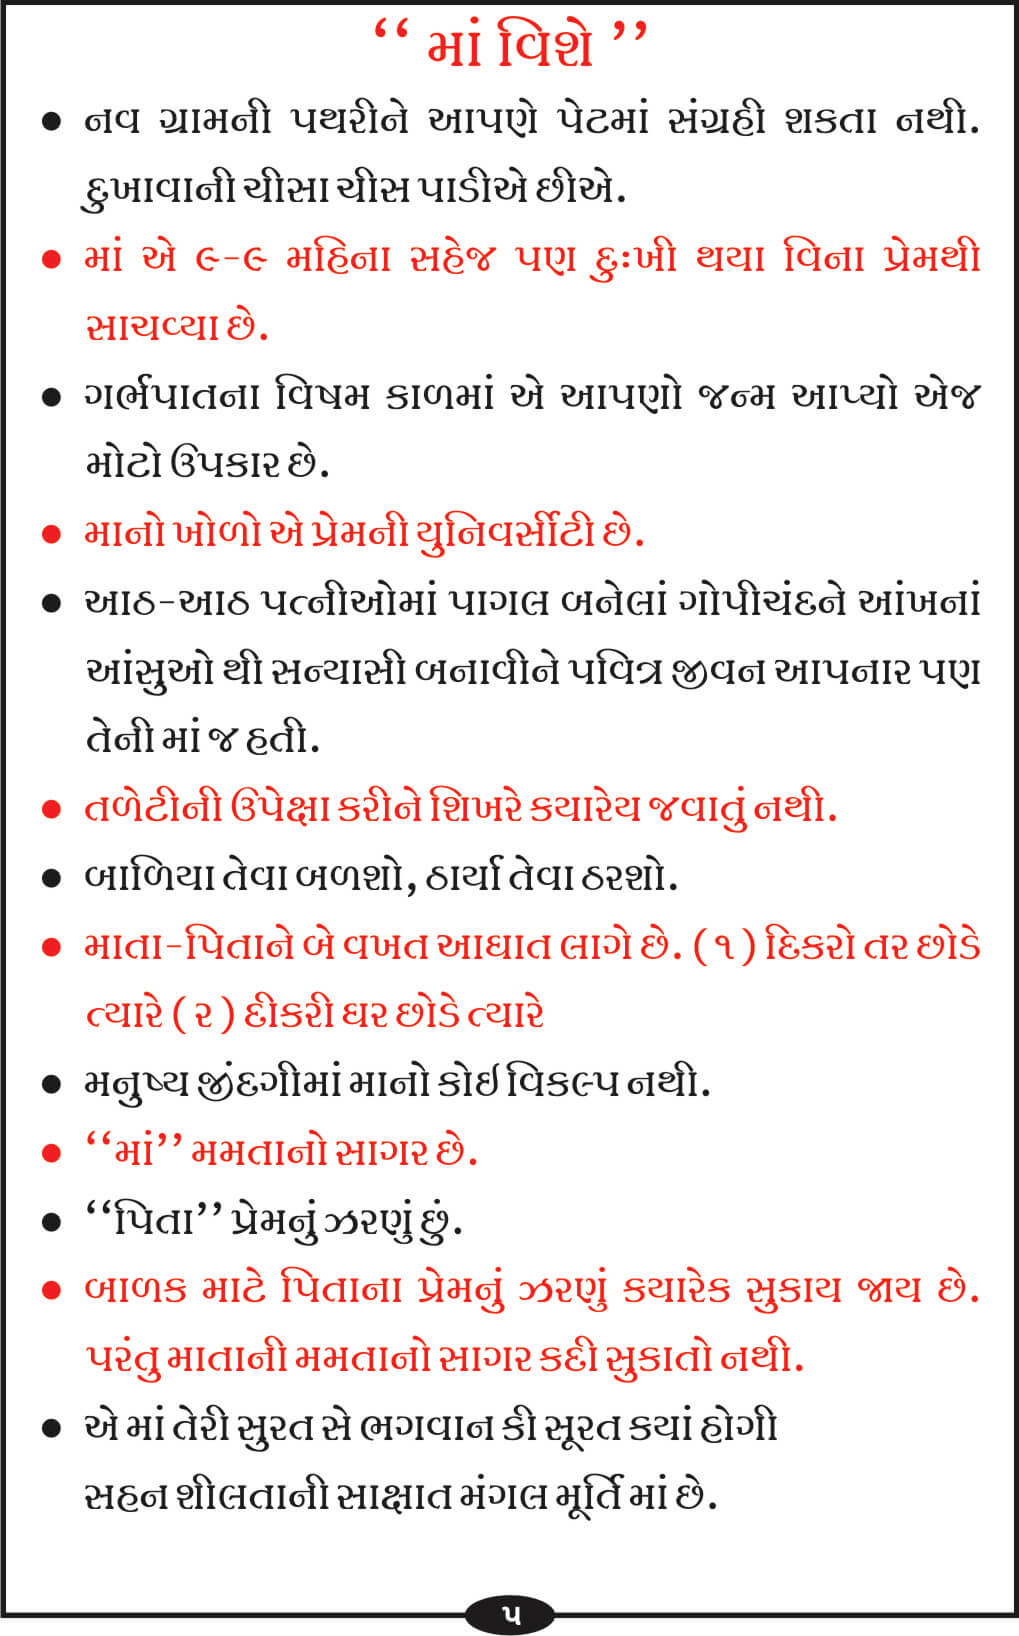 ‘‘ માં વિશે ’’
● નવ ગ્રામની પથરીને આપણે પેટમાં સંગ્રહી શકતા નથી.
દુખાવાની ચીસા ચીસ પાડીએ છીએ.
● માં એ ૯-૯ મહિના સહેજ પણ દુઃખી થયા વિના પ્રેમથી
સાચવ્યા છે.
● ગર્ભપાતના વિષમ કાળમાં એ આપણો જન્મ આપ્યો એજ
મોટો ઉપકાર છે.
● માનો ખોળો એ પ્રેમની યુનિવર્સીટી છે.
● આઠ-આઠ પત્નીઓમાં પાગલ બનેલાં ગોપીચંદને આંખનાં
આંસુઓ થી સન્યાસી બનાવીને પવિત્ર જીવન આપનાર પણ
તેની માં જ હતી.
● તળેટીની ઉપેક્ષા કરીને શિખરે કયારેય જવાતું નથી.
● બાળિયા તેવા બળશો, ઠાર્યા તેવા ઠરશો.
● માતા-પિતાને બે વખત આઘાત લાગે છે. (૧) દિકરો તર છોડે
ત્યારે (ર) દીકરી ઘર છોડે ત્યારે
● મનુષ્ય જીંદગીમાં માનો કોઈ વિકલ્પ નથી.
● ‘‘માં’’ મમતાનો સાગર છે.
● ‘‘પિતા’’ પ્રેમનું ઝરણું છું.
● બાળક માટે પિતાના પ્રેમનું ઝરણું કયારેક સુકાય જાય છે.
પરંતુ માતાની મમતાનો સાગર કદી સુકાતો નથી.
● એ માં તેરી સુરત સે ભગવાન કી સૂરત કયાં હોગી
સહન શીલતાની સાક્ષાત મંગલ મૂર્તિ માં છે.
૫